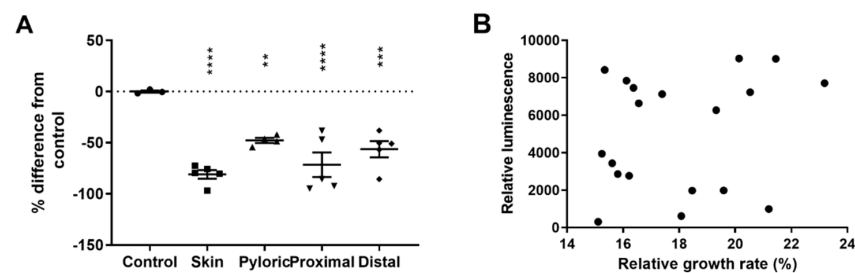 A
% difference from
control
50
0
-50
-100
-150
****
**
****
***
Control Skin Pyloric Proximal Distal
B
Relative luminescence
10000
8000
6000
4000
2000
0
14 16 18 20 22 24
Relative growth rate (%)